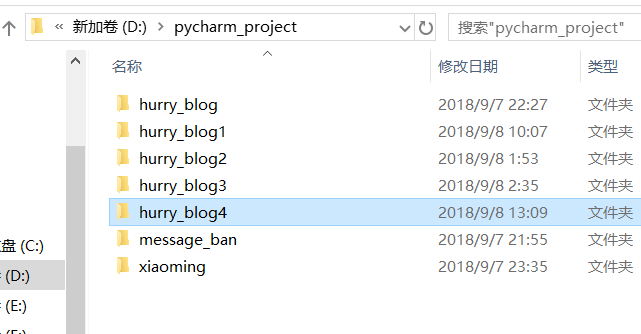 « 新加卷 (D:) > pycharm_project
搜索"pycharm_project"
名称 修改日期 类型
hurry_blog 2018/9/7 22:27 文件夹
hurry_blog1 2018/9/8 10:07 文件夹
hurry_blog2 2018/9/8 1:53 文件夹
hurry_blog3 2018/9/8 2:35 文件夹
hurry_blog4 2018/9/8 13:09 文件夹
message_ban 2018/9/7 21:55 文件夹
xiaoming 2018/9/7 23:35 文件夹
盘 (C:)
(D:)
(E:)